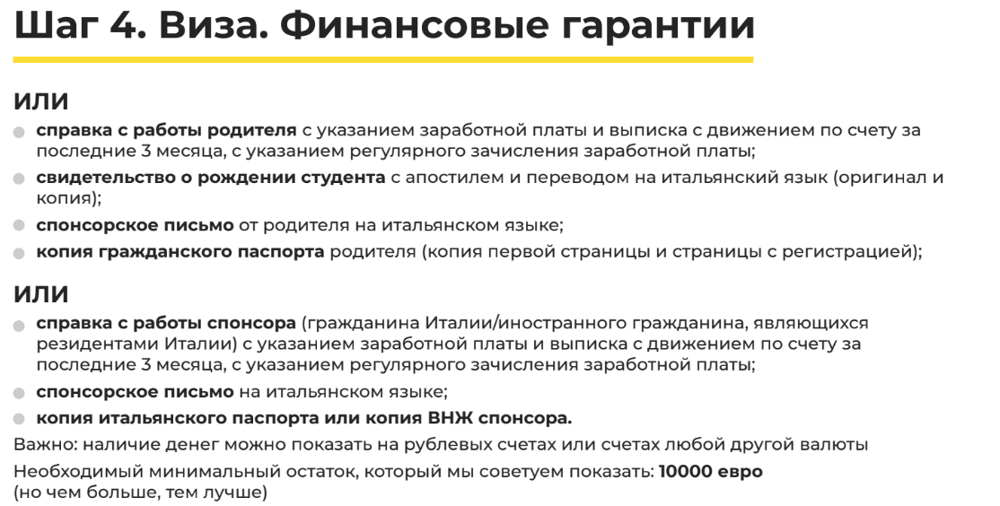 Шаг 4. Виза. Финансовые гарантии
ИЛИ
справка с работы родителя с указанием заработной платы и выписка с движением по счету за
последние 3 месяца, с указанием регулярного зачисления заработной платы;
свидетельство о рождении студента с апостилем и переводом на итальянский язык (оригинал и
копия);
спонсорское письмо от родителя на итальянском языке;
копия гражданского паспорта родителя (копия первой страницы и страницы с регистрацией);
ИЛИ
справка с работы спонсора (гражданина Италии/иностранного гражданина, являющихся
резидентами Италии) с указанием заработной платы и выписка с движением по счету за
последние 3 месяца, с указанием регулярного зачисления заработной платы;
спонсорское письмо на итальянском языке;
копия итальянского паспорта или копия ВНЖ спонсора.
Важно: наличие денег можно показать на рублевых счетах или счетах любой другой валюты
Необходимый минимальный остаток, который мы советуем показать: 10000 евро
(но чем больше, тем лучше)